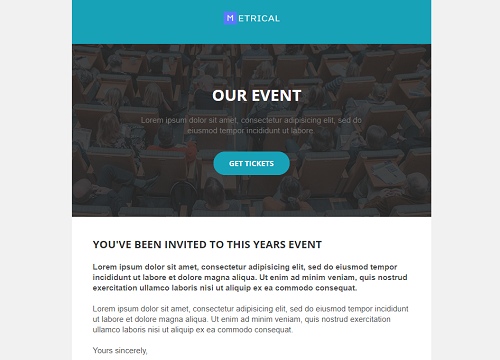 METRICAL
OUR EVENT
Lorem ipsum dolor sit amet, consectetur adipisicing elit, sed do
eiusmod tempor incididunt ut labore.
GET TICKETS
YOU'VE BEEN INVITED TO THIS YEARS EVENT
Lorem ipsum dolor sit amet, consectetur adipisicing elit, sed do eiusmod tempor
incididunt ut labore et dolore magna aliqua. Ut enim ad minim veniam, quis nostrud
exercitation ullamco laboris nisi ut aliquip ex ea commodo consequat.
Lorem ipsum dolor sit amet, consectetur adipisicing elit, sed do eiusmod tempor
incididunt ut labore et dolore magna aliqua. Ut enim ad minim veniam, quis nostrud exercitation
ullamco laboris nisi ut aliquip ex ea commodo consequat.
Yours sincerely,